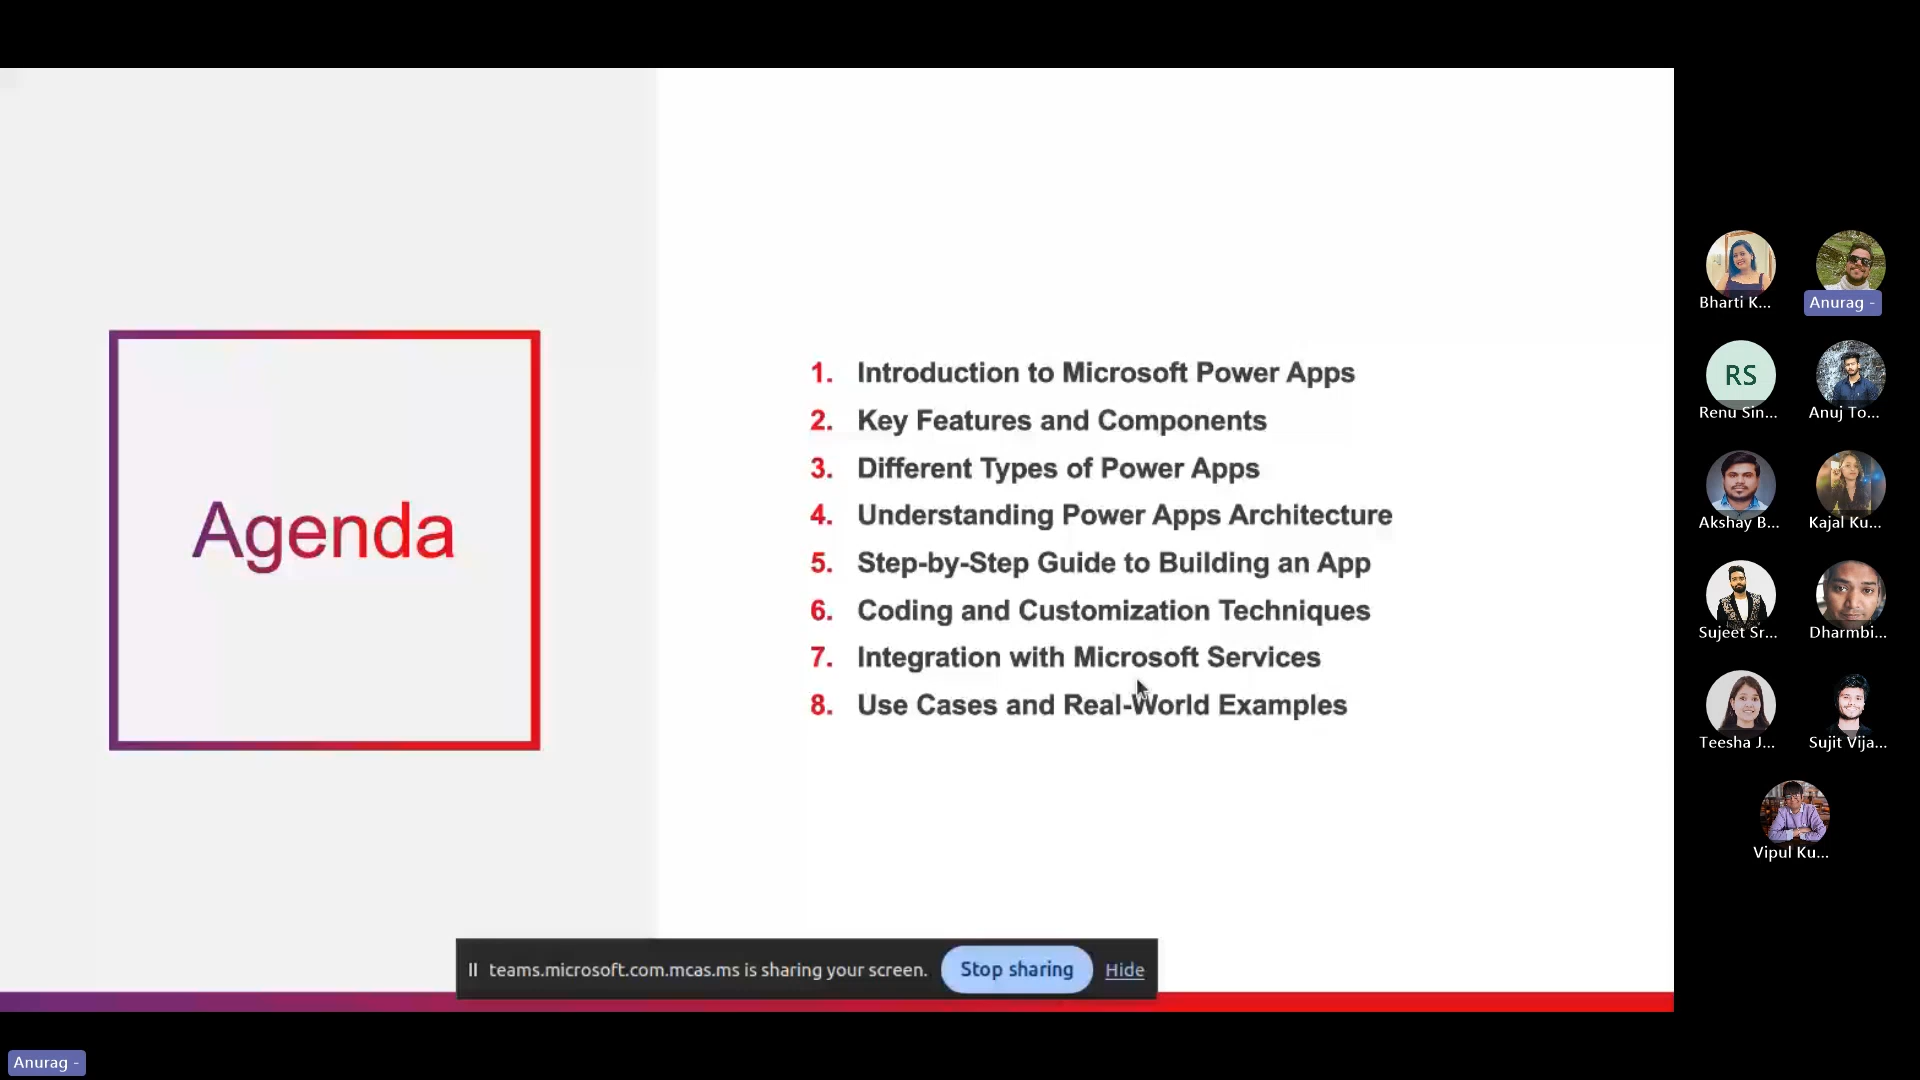 Agenda
1. Introduction to Microsoft Power Apps
2. Key Features and Components
3. Different Types of Power Apps
4. Understanding Power Apps Architecture
5. Step-by-Step Guide to Building an App
6. Coding and Customization Techniques
7. Integration with Microsoft Services
8. Use Cases and Real-World Examples
teams.microsoft.com.mcas.ms is sharing your screen. Stop sharing Hide
Bharti K... Anurag -
RS
Renu Sin... Anuj To...
Akshay B... Kajal Ku...
Sujeet Sr... Dharmbi...
Teesha J... Sujit Vija...
Vipul Ku...
Anurag -